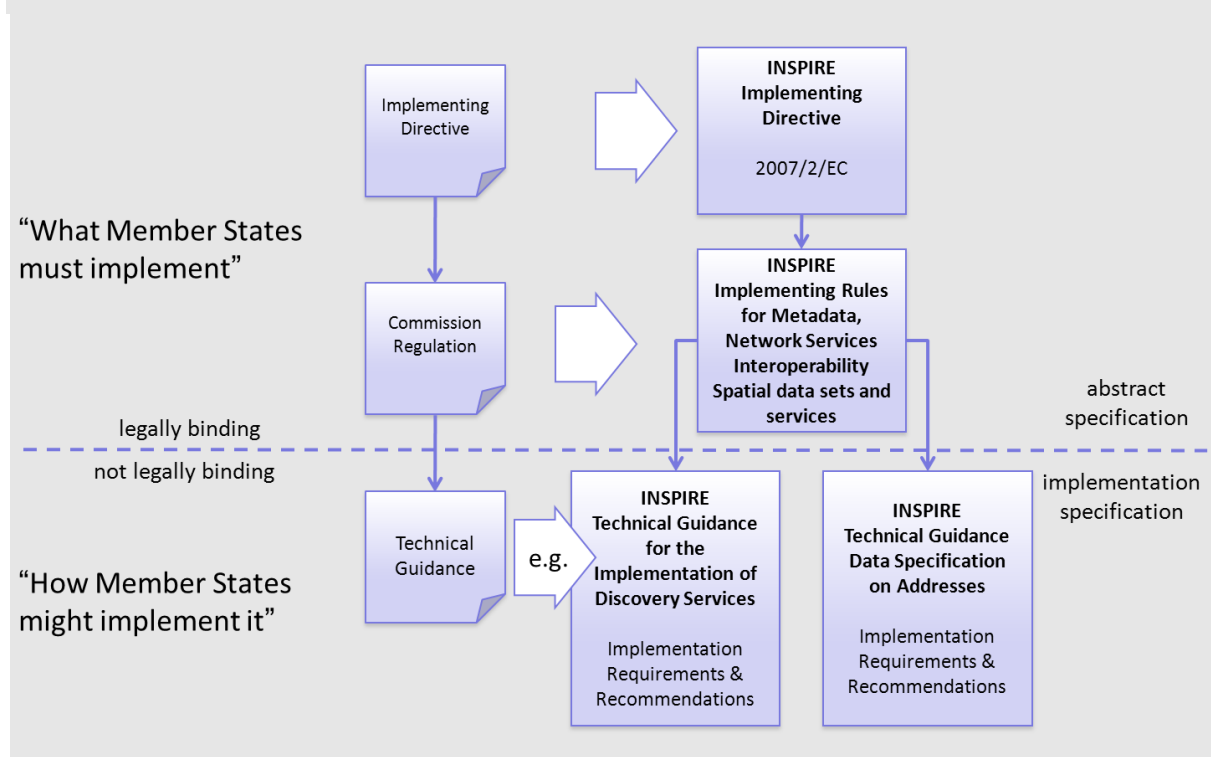 Implementing
Directive
INSPIRE
Implementing
Directive
2007/2/EC
“What Member States
must implement”
Commission
Regulation
INSPIRE
Implementing Rules
for Metadata,
Network Services
Interoperability
Spatial data sets and
services
abstract
specification
legally binding
not legally binding
implementation
specification
Technical
Guidance
e.g.
INSPIRE
Technical Guidance
for the
Implementation of
Discovery Services
Implementation
Requirements &
Recommendations
INSPIRE
Technical Guidance
Data Specification
on Addresses
Implementation
Requirements &
Recommendations
“How Member States
might implement it”